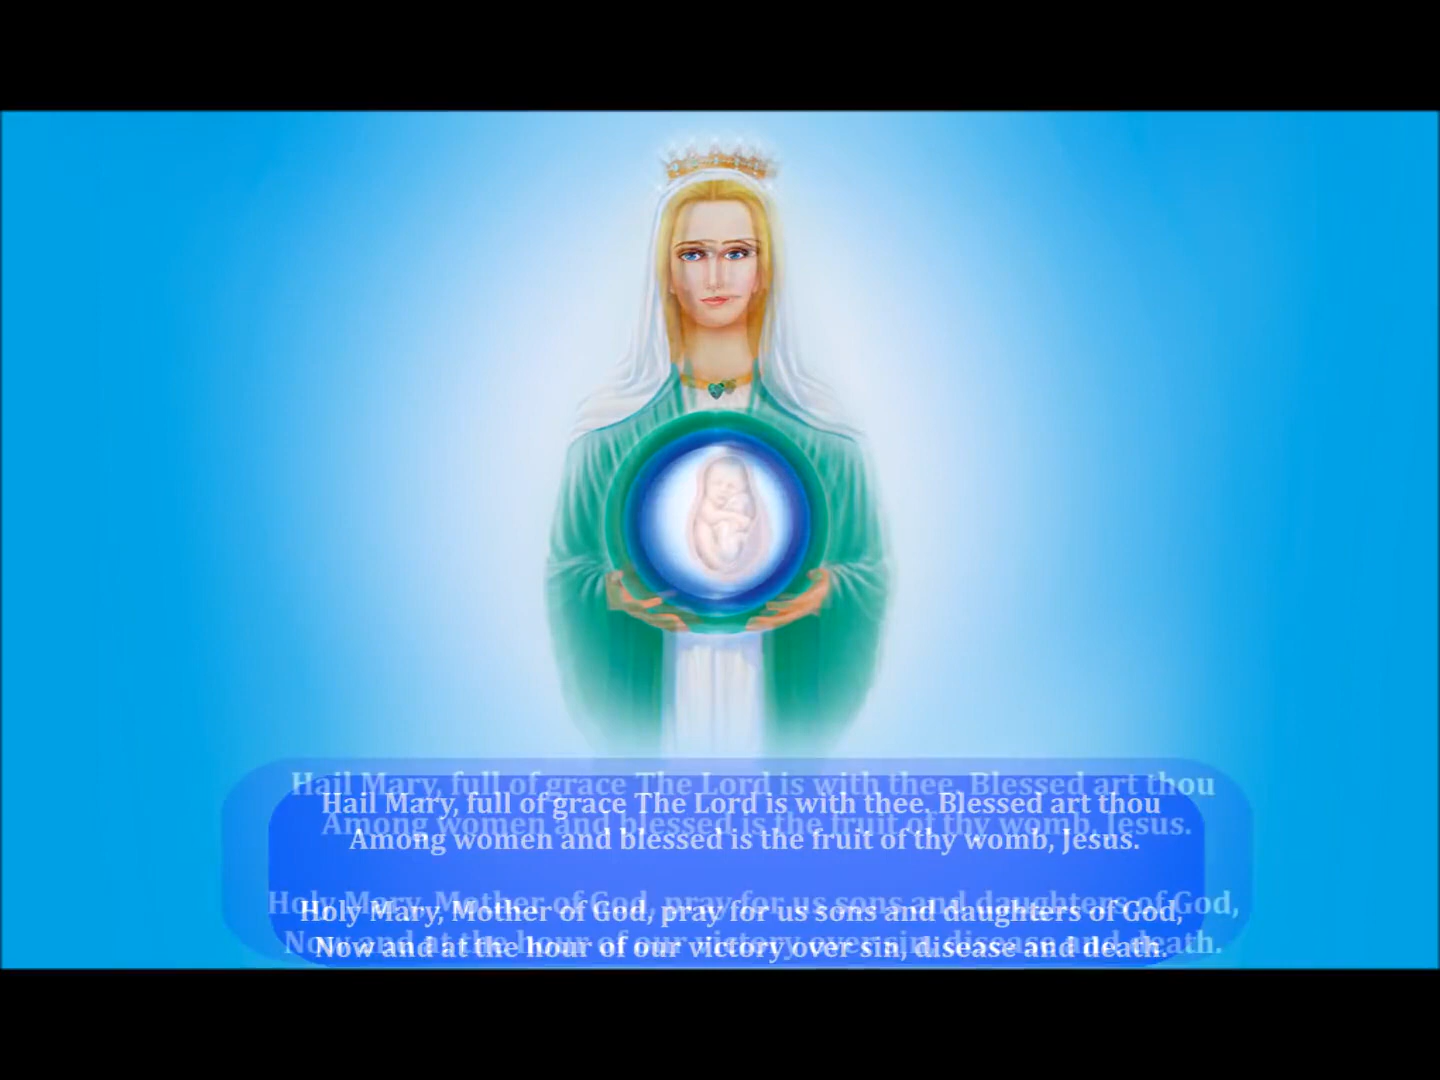 Hail Mary, full of grace The Lord is with thee. Blessed art thou
Among women and blessed is the fruit of thy womb, Jesus.
Holy Mary, Mother of God, pray for us sons and daughters of God,
Now and at the hour of our victory over sin, disease and death.